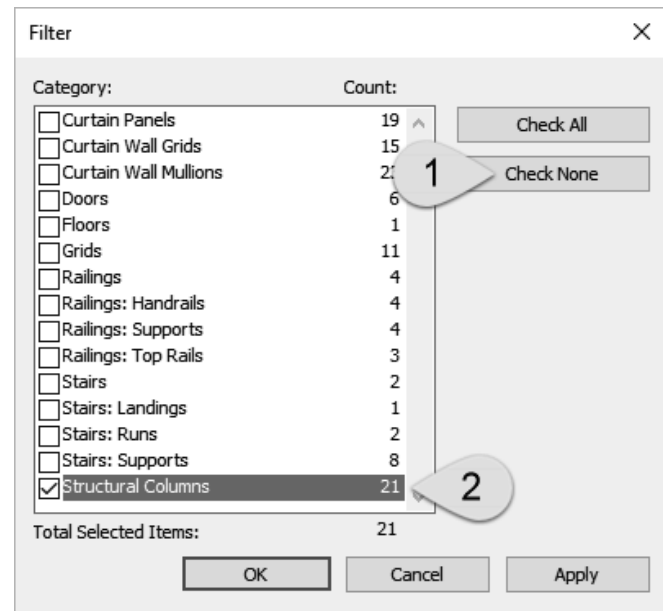 Filter
Category: Count:
Curtain Panels 19
Check All
Curtain Wall Grids 15
Curtain Wall Mullions
1
Check None
Doors 6
Floors 1
Grids 11
Railings 4
Railings: Handrails 4
Railings: Supports 4
Railings: Top Rails 3
Stairs 2
Stairs: Landings 1
Stairs: Runs 2
Stairs: Supports 8
Structural Columns 21
2
Total Selected Items: 21
OK Cancel Apply